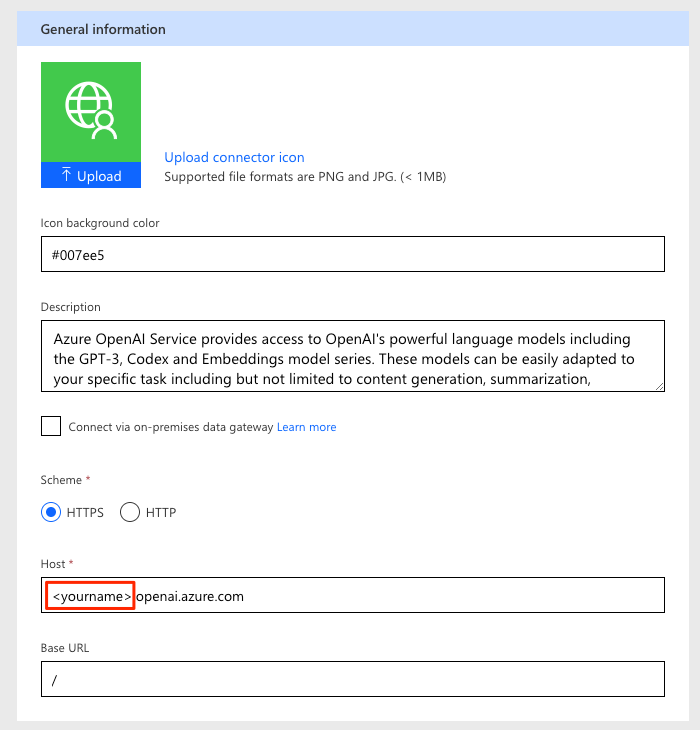 General information
Upload
Upload connector icon
Supported file formats are PNG and JPG. (< 1MB)
Icon background color
#007ee5
Description
Azure OpenAI Service provides access to OpenAI's powerful language models including
the GPT-3, Codex and Embeddings model series. These models can be easily adapted to
your specific task including but not limited to content generation, summarization,
Connect via on-premises data gateway Learn more
Scheme *
HTTPS HTTP
Host *
<yourname>.openai.azure.com
Base URL
/